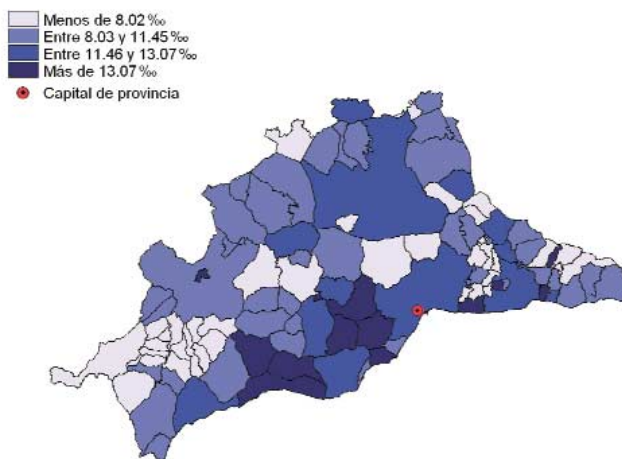 Menos de 8.02 ‰
Entre 8.03 y 11.45 ‰
Entre 11.46 y 13.07 ‰
Más de 13.07 ‰
Capital de provincia